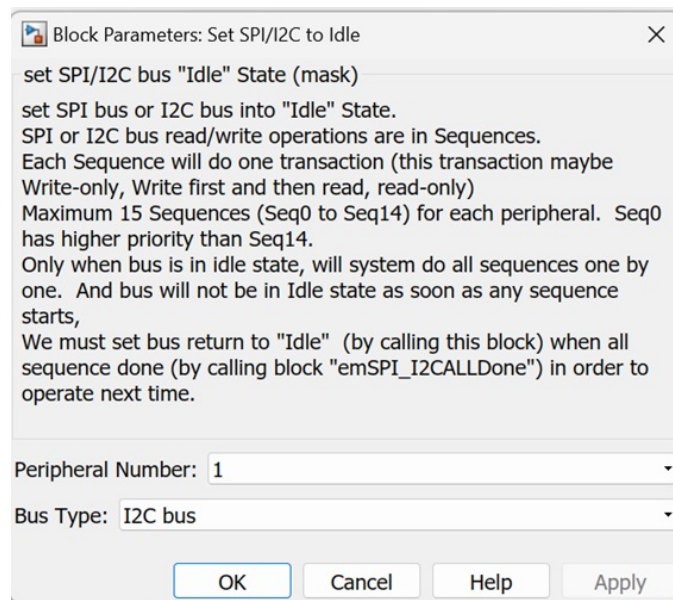 Block Parameters: Set SPI/I2C to Idle
set SPI/I2C bus "Idle" State (mask)
set SPI bus or I2C bus into "Idle" State.
SPI or I2C bus read/write operations are in Sequences.
Each Sequence will do one transaction (this transaction maybe
Write-only, Write first and then read, read-only)
Maximum 15 Sequences (Seq0 to Seq14) for each peripheral.  Seq0
has higher priority than Seq14.
Only when bus is in idle state, will system do all sequences one by
one.  And bus will not be in Idle state as soon as any sequence
starts,
We must set bus return to "Idle"  (by calling this block) when all
sequence done (by calling block "emSPI_I2CALLDone") in order to
operate next time.
Peripheral Number: 1
Bus Type: I2C bus
OK Cancel Help Apply